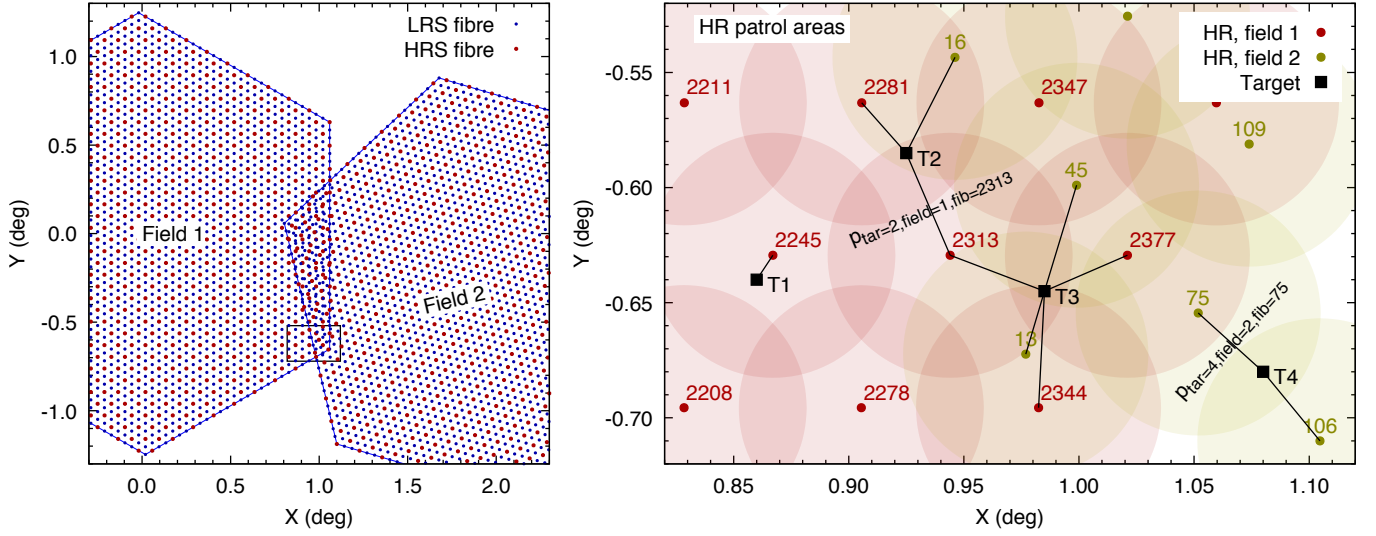 LRS fibre
HRS fibre
Field 1
Field 2
1.0
0.5
0.0
-0.5
-1.0
Y (deg)
0.0 0.5 1.0 1.5 2.0
X (deg)
HR patrol areas
HR, field 1
HR, field 2
Target
16
2211 2281 2347
109
T2
45
p_tar=2,field=1,fib=2313
2245 2313 2377
T1
T3
75
13
p_tar=4,field=2,fib=75
T4
2208 2278 2344
106
-0.55
-0.60
-0.65
-0.70
Y (deg)
0.85 0.90 0.95 1.00 1.05 1.10
X (deg)